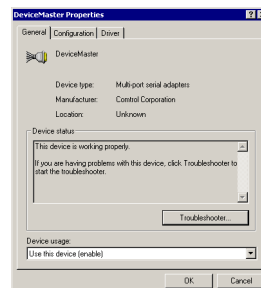 DeviceMaster Properties
General Configuration Driver
DeviceMaster
Device type: Multi-port serial adapters
Manufacturer: Comtrol Corporation
Location: Unknown
Device status
This device is working properly.
If you are having problems with this device, click Troubleshooter to
start the troubleshooter.
Troubleshooter...
Device usage:
Use this device (enable)
OK Cancel